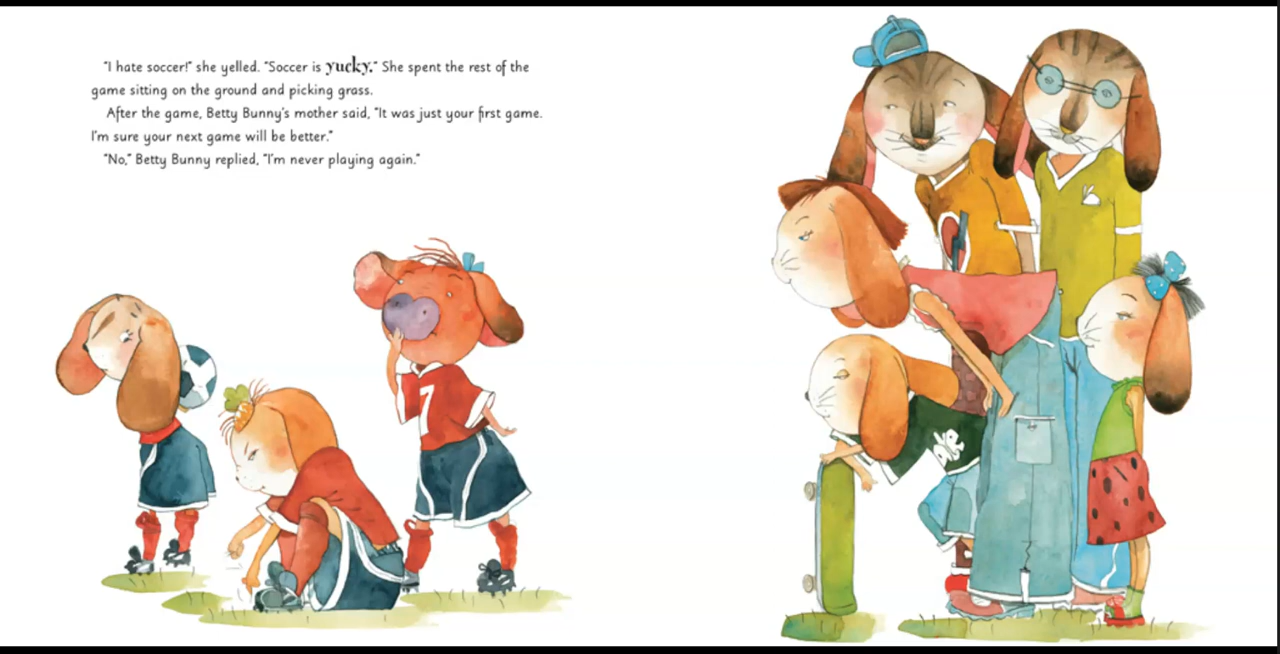 "I hate soccer!" she yelled. "Soccer is yucky." She spent the rest of the
game sitting on the ground and picking grass.
After the game, Betty Bunny's mother said, "It was just your first game.
I'm sure your next game will be better."
"No," Betty Bunny replied, "I'm never playing again."
7